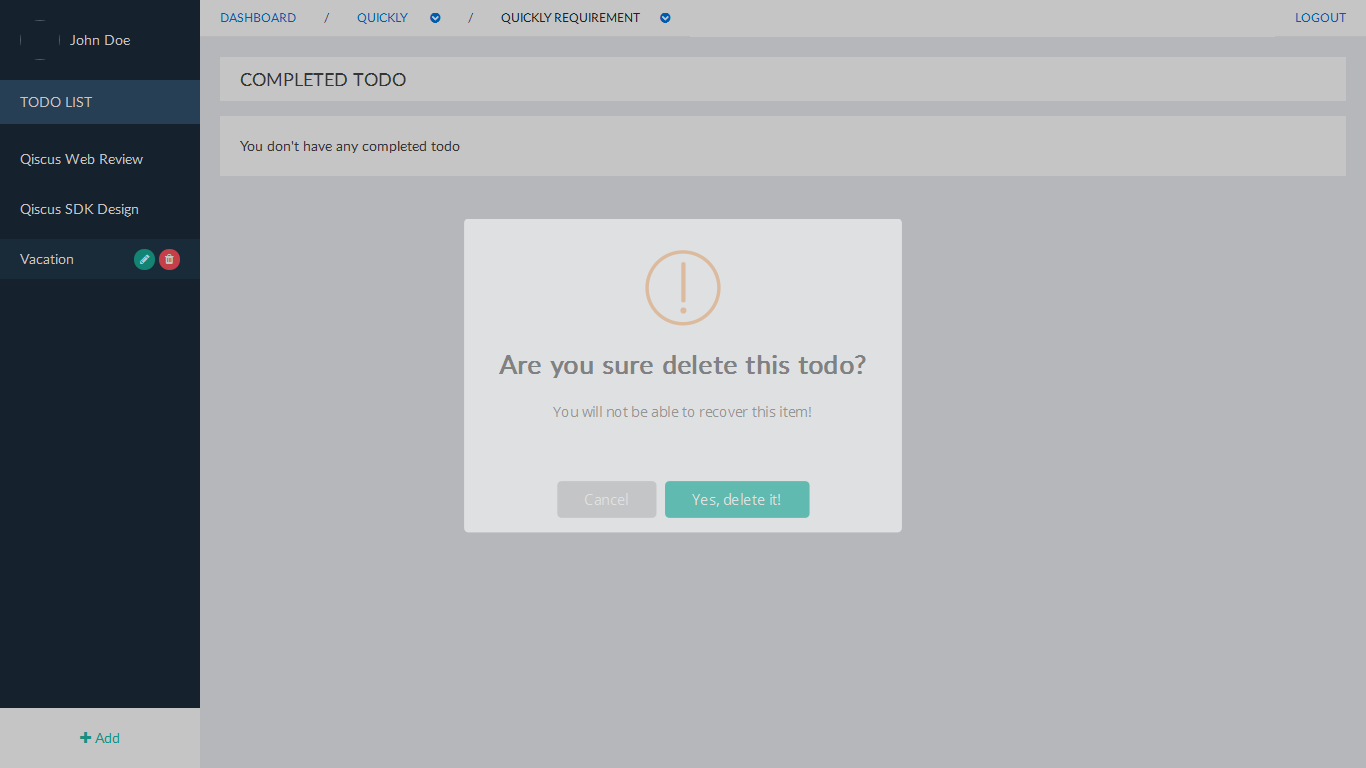 John Doe
DASHBOARD / QUICKLY / QUICKLY REQUIREMENT LOGOUT
TODO LIST
Qiscus Web Review
Qiscus SDK Design
Vacation
+ Add
COMPLETED TODO
You don't have any completed todo
Are you sure delete this todo?
You will not be able to recover this item!
Cancel Yes, delete it!